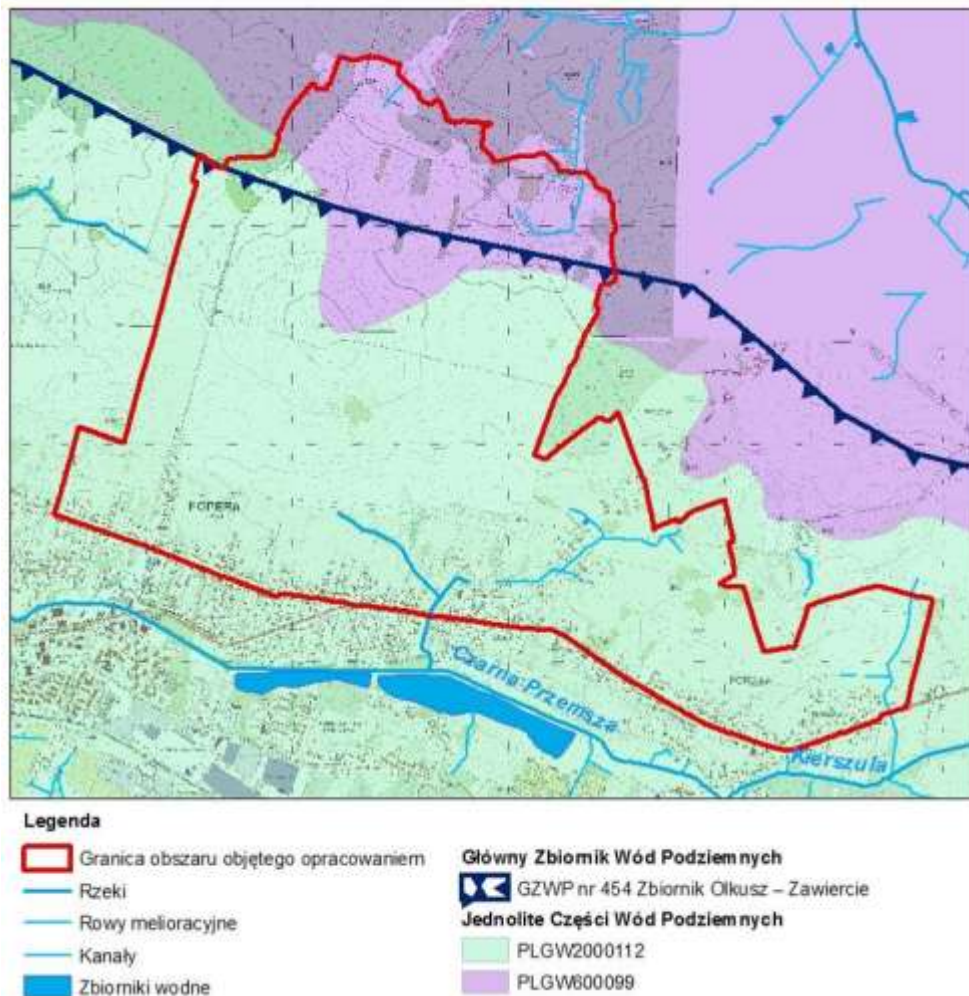 POPERA
Czarna Przemsza
Kierszula
Legenda
Granica obszaru objętego opracowaniem
Rzeki
Rowy melioracyjne
Kanały
Zbiorniki wodne
Główny Zbiornik Wód Podziemnych
GZWP nr 454 Zbiornik Olkusz – Zawiercie
Jednolite Części Wód Podziemnych
PLGW2000112
PLGW600099